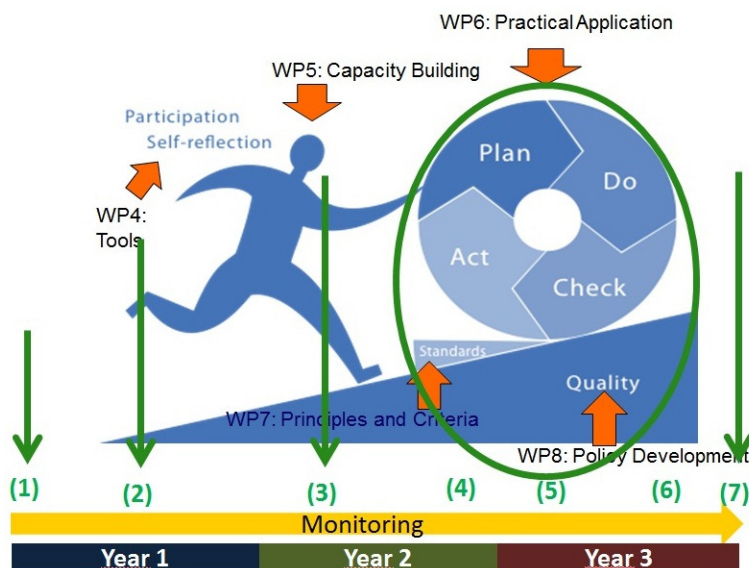 WP6: Practical Application
WP5: Capacity Building
Participation
Self-reflection
WP4:
Tools
Plan
Do
Act
Check
Standards
Quality
WP7: Principles and Criteria
WP8: Policy Development
(1)
(2)
(3)
(4)
(5)
(6)
(7)
Monitoring
Year 1
Year 2
Year 3